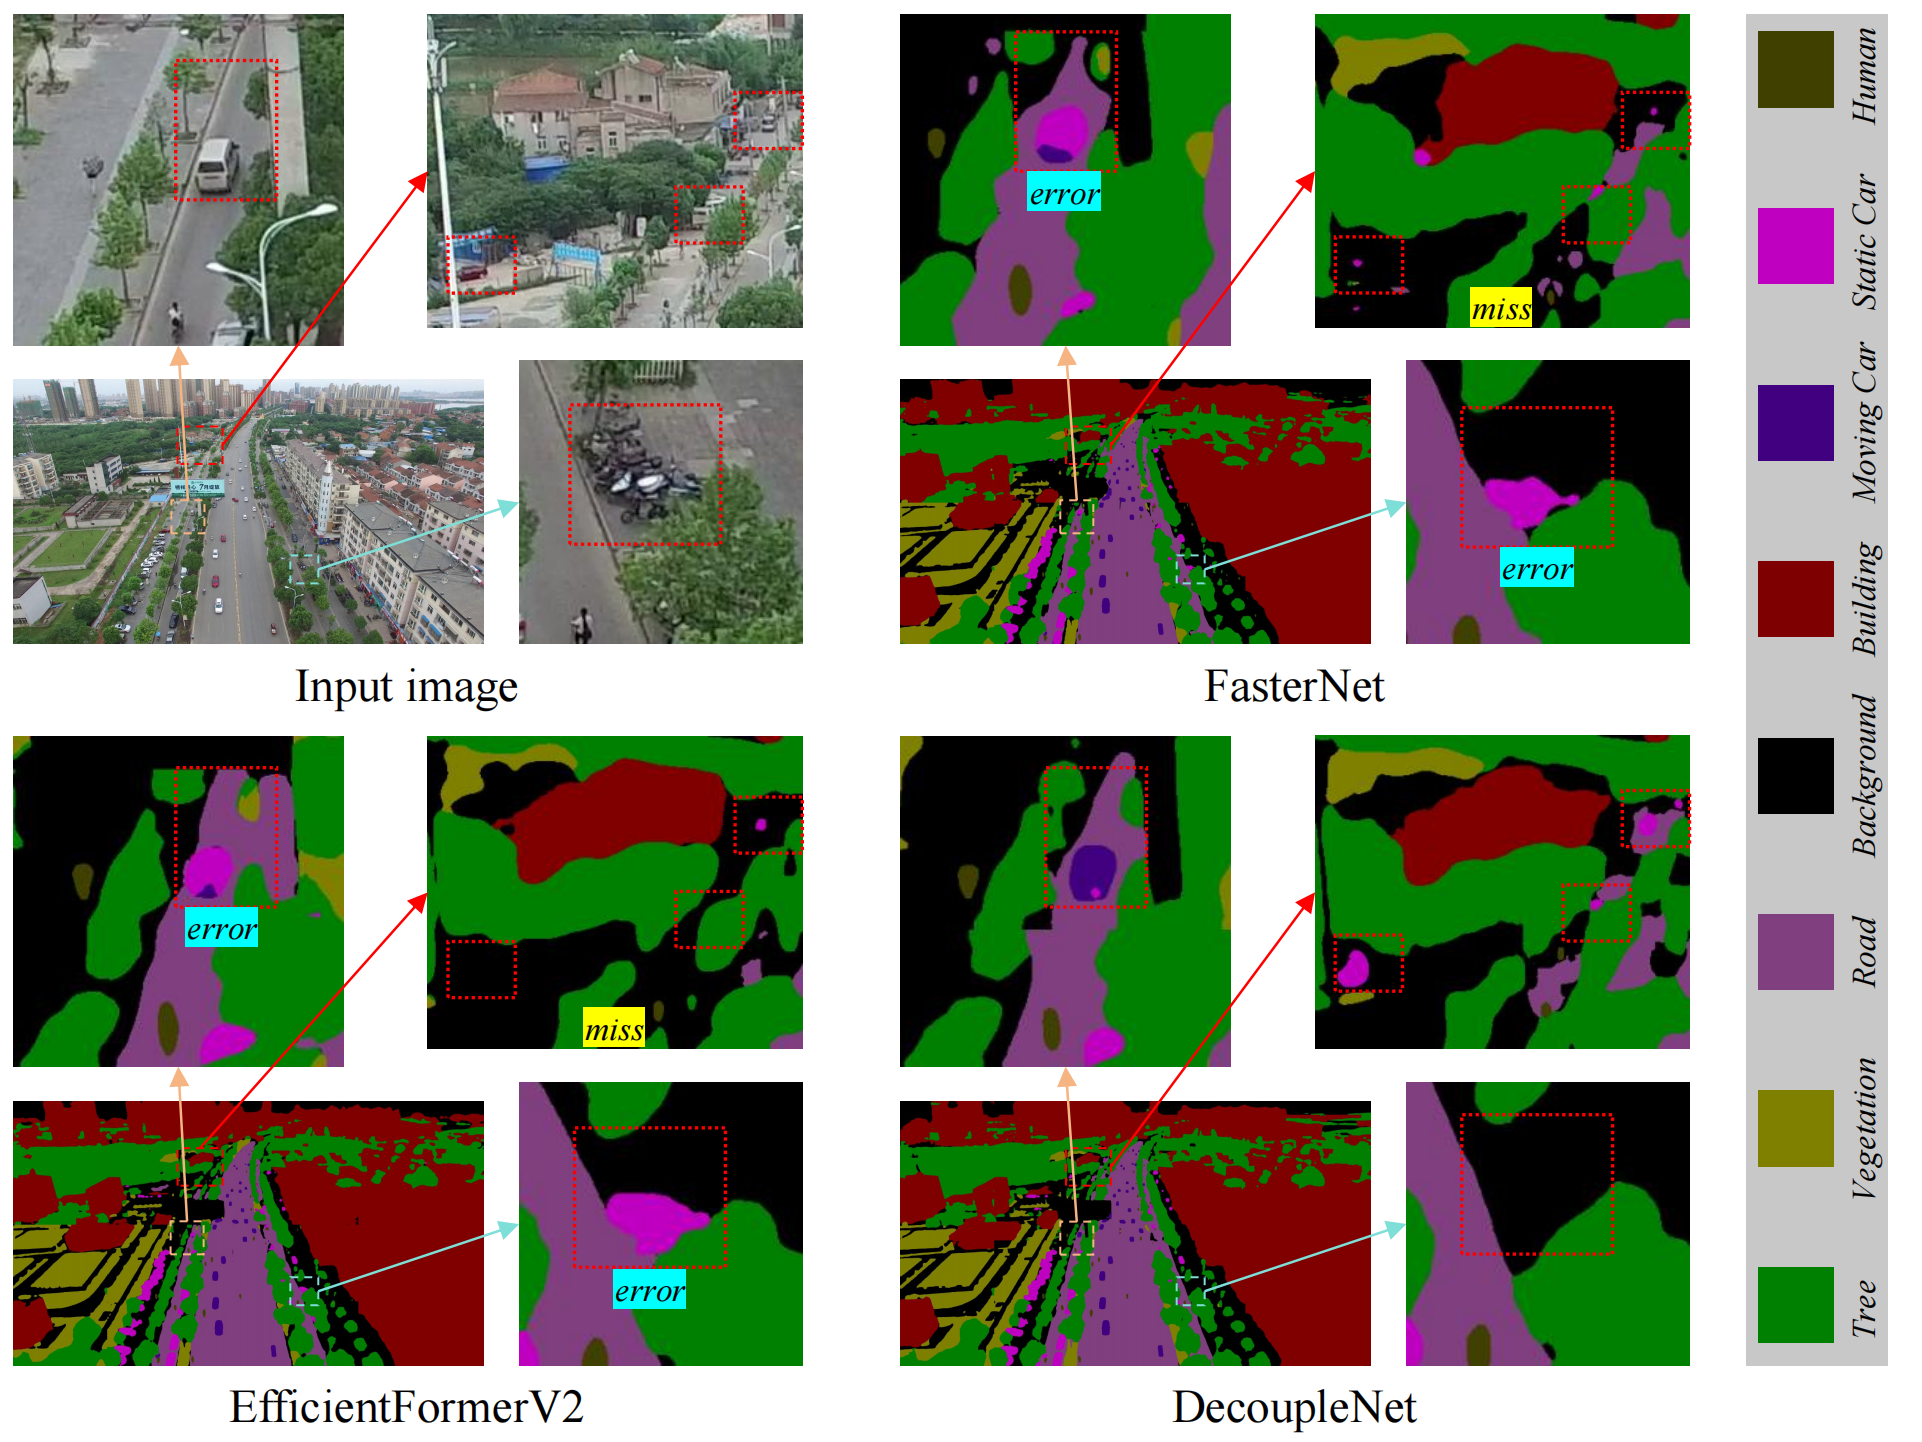 error
miss
error
Input image
FasterNet
error
miss
error
EfficientFormerV2
DecoupleNet
Human
Static Car
Moving Car
Building
Background
Road
Vegetation
Tree